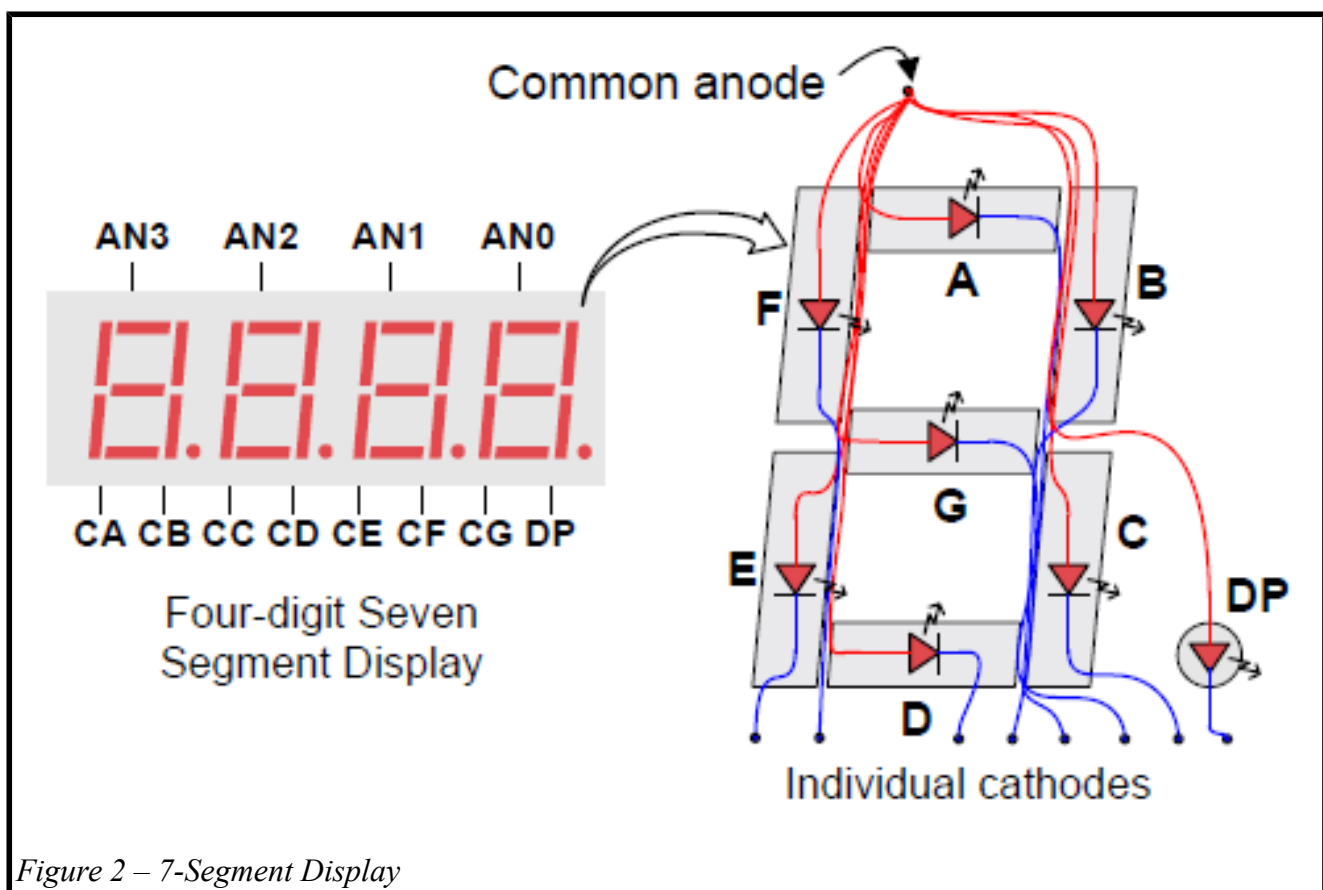 Common anode
AN3 AN2 AN1 AN0
CA CB CC CD CE CF CG DP
Four-digit Seven
Segment Display
A
F
B
G
E
C
D
DP
Individual cathodes
Figure 2 – 7-Segment Display